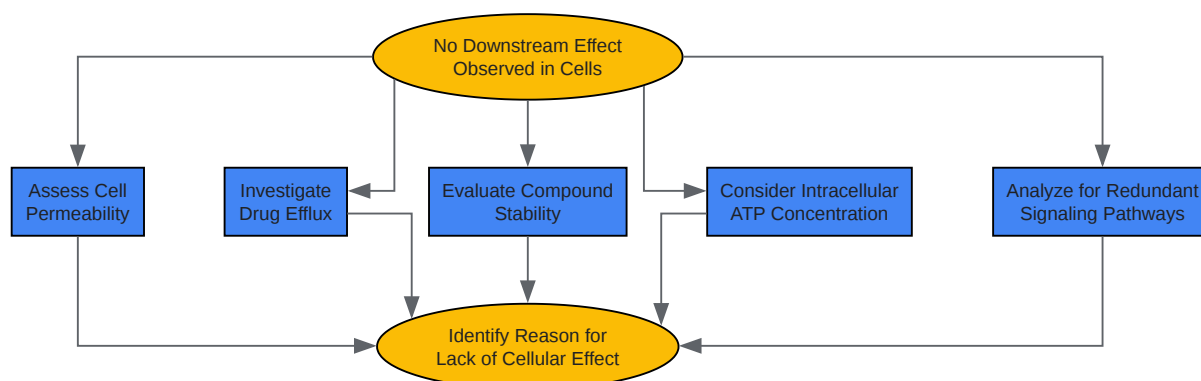 No Downstream Effect
Observed in Cells
Assess Cell
Permeability
Investigate
Drug Efflux
Evaluate Compound
Stability
Consider Intracellular
ATP Concentration
Analyze for Redundant
Signaling Pathways
Identify Reason for
Lack of Cellular Effect